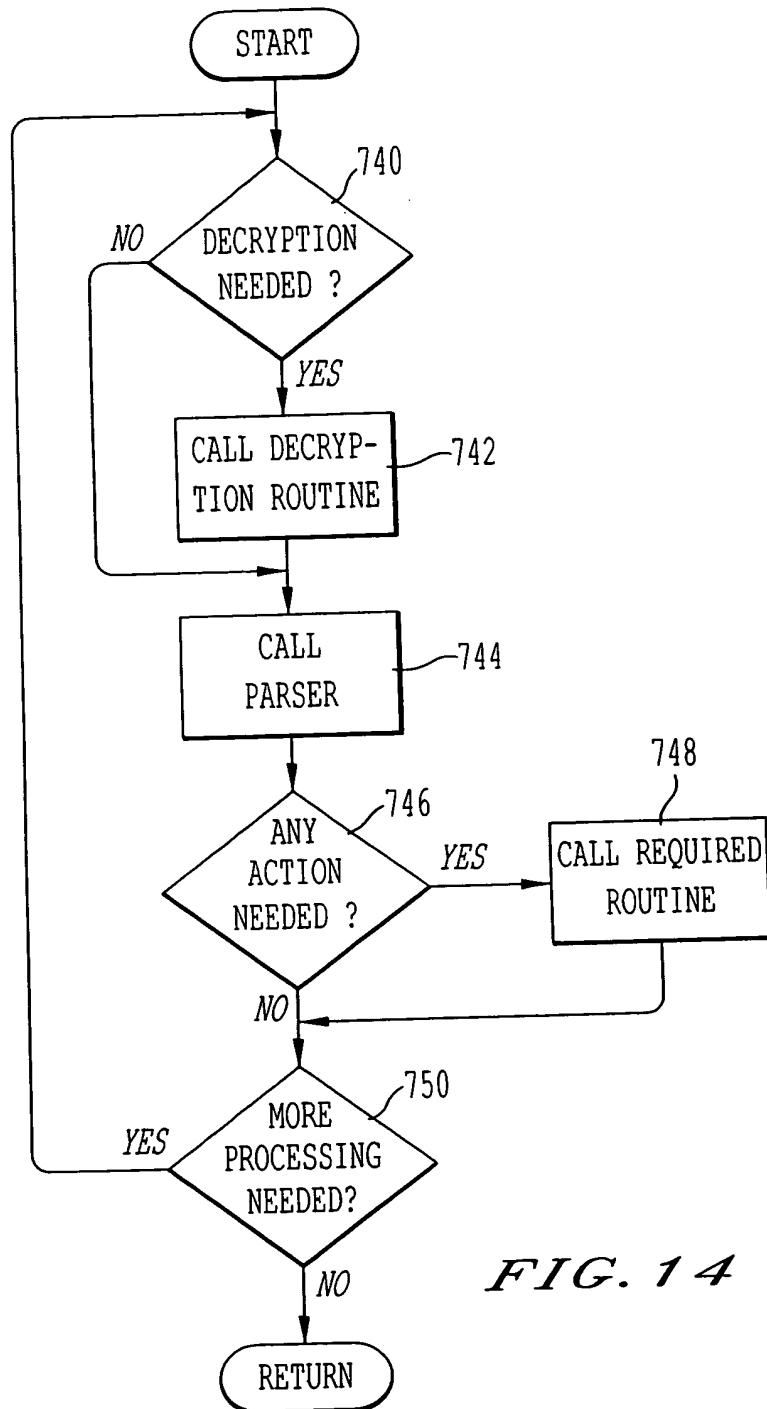 START
740
NO
DECRYPTION
NEEDED ?
YES
CALL DECRYP-
TION ROUTINE
742
CALL
PARSER
744
746
ANY
ACTION
NEEDED ?
YES
748
CALL REQUIRED
ROUTINE
NO
750
YES
MORE
PROCESSING
NEEDED?
NO
FIG. 14
RETURN